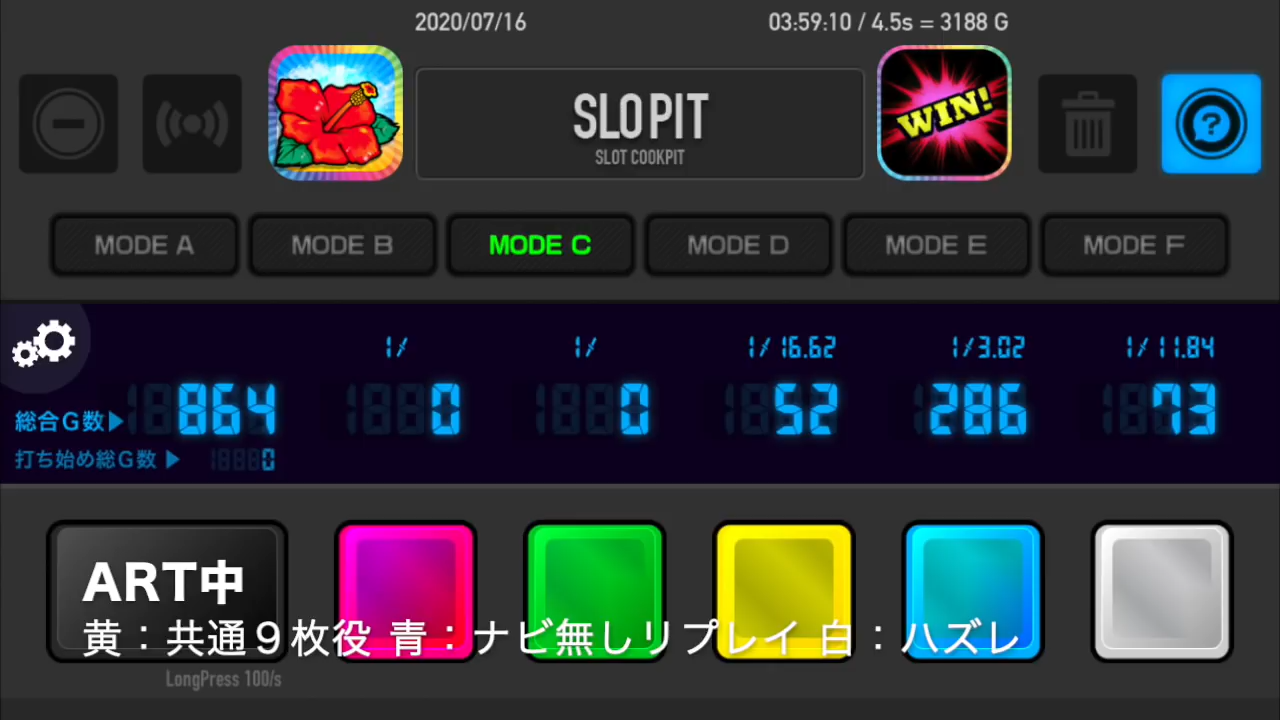 2020/07/16
03:59:10 / 4.5s = 3188 G
SLOPIT
SLOT COOKPIT
WIN!
?
MODE A
MODE B
MODE C
MODE D
MODE E
MODE F
1/
1/
1/16.62
1/3.02
1/11.84
総合G数▶
864
0
0
52
286
73
打ち始め総G数 ▶
0
ART中
黄：共通９枚役 青：ナビ無しリプレイ 白：ハズレ
LongPress 100/s